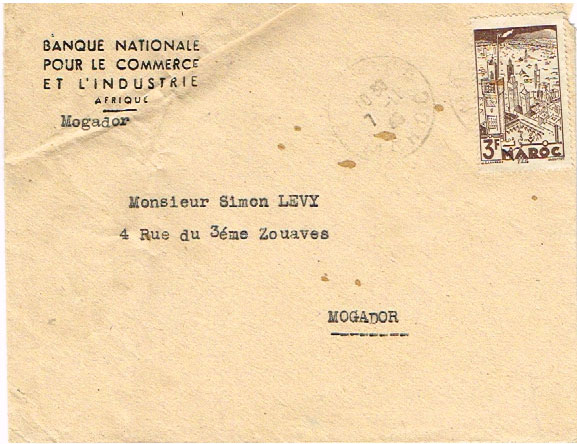 BANQUE NATIONALE
POUR LE COMMERCE
ET L'INDUSTRIE
AFRIQUE
Mogador
3F MAROC
Monsieur Simon LEVY
4 Rue du 3éme Zouaves
MOGADOR